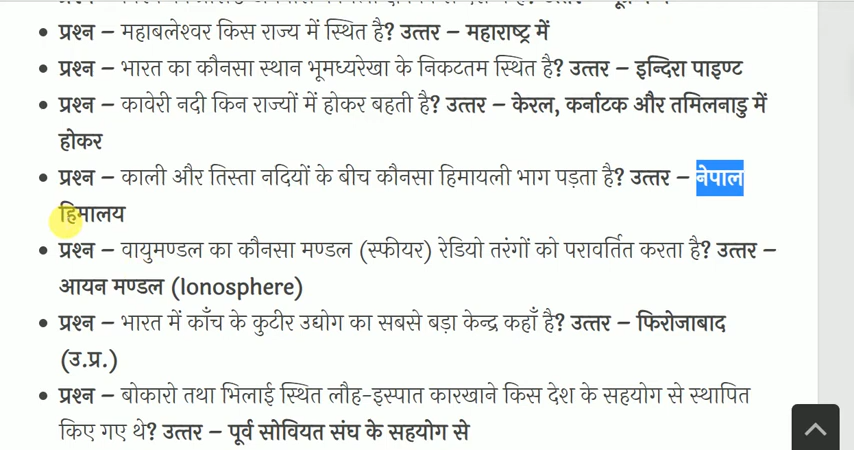 प्रश्न – महाबलेश्वर किस राज्य में स्थित है? उत्तर – महाराष्ट्र में
प्रश्न – भारत का कौनसा स्थान भूमध्यरेखा के निकटतम स्थित है? उत्तर – इन्दिरा पाइण्ट
प्रश्न – कावेरी नदी किन राज्यों में होकर बहती है? उत्तर – केरल, कर्नाटक और तमिलनाडु में
होकर
प्रश्न – काली और तिस्ता नदियों के बीच कौनसा हिमायली भाग पड़ता है? उत्तर – नेपाल
हिमालय
प्रश्न – वायुमण्डल का कौनसा मण्डल (स्फीयर) रेडियो तरंगों को परावर्तित करता है? उत्तर –
आयन मण्डल (Ionosphere)
प्रश्न – भारत में काँच के कुटीर उद्योग का सबसे बड़ा केन्द्र कहाँ है? उत्तर – फिरोजाबाद
(उ.प्र.)
प्रश्न – बोकारो तथा भिलाई स्थित लौह-इस्पात कारखाने किस देश के सहयोग से स्थापित
किए गए थे? उत्तर – पूर्व सोवियत संघ के सहयोग से